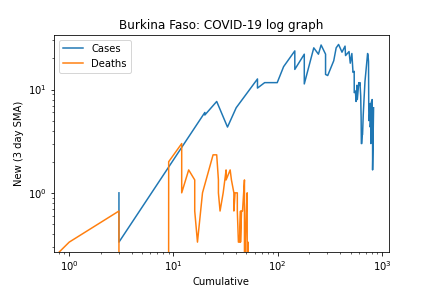 Burkina Faso: COVID-19 log graph
Cases
Deaths
New (3 day SMA)
10¹
10⁰
10⁰ 10¹ 10² 10³
Cumulative